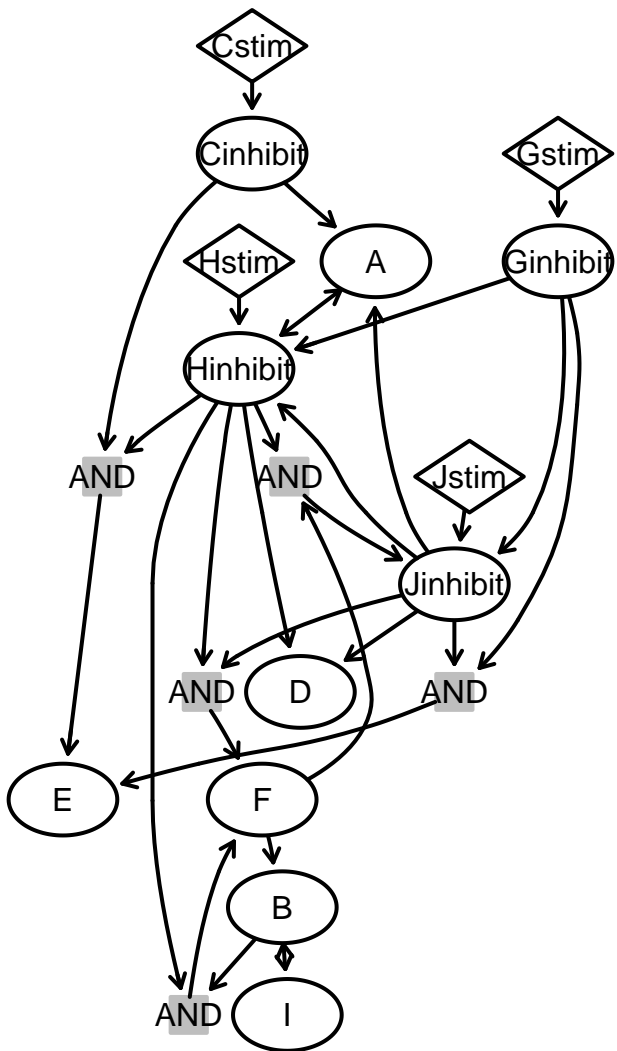 Cstim
Cinhibit
Gstim
Hstim
A
Ginhibit
Hinhibit
AND
AND
Jstim
Jinhibit
AND
D
AND
E
F
B
AND
I